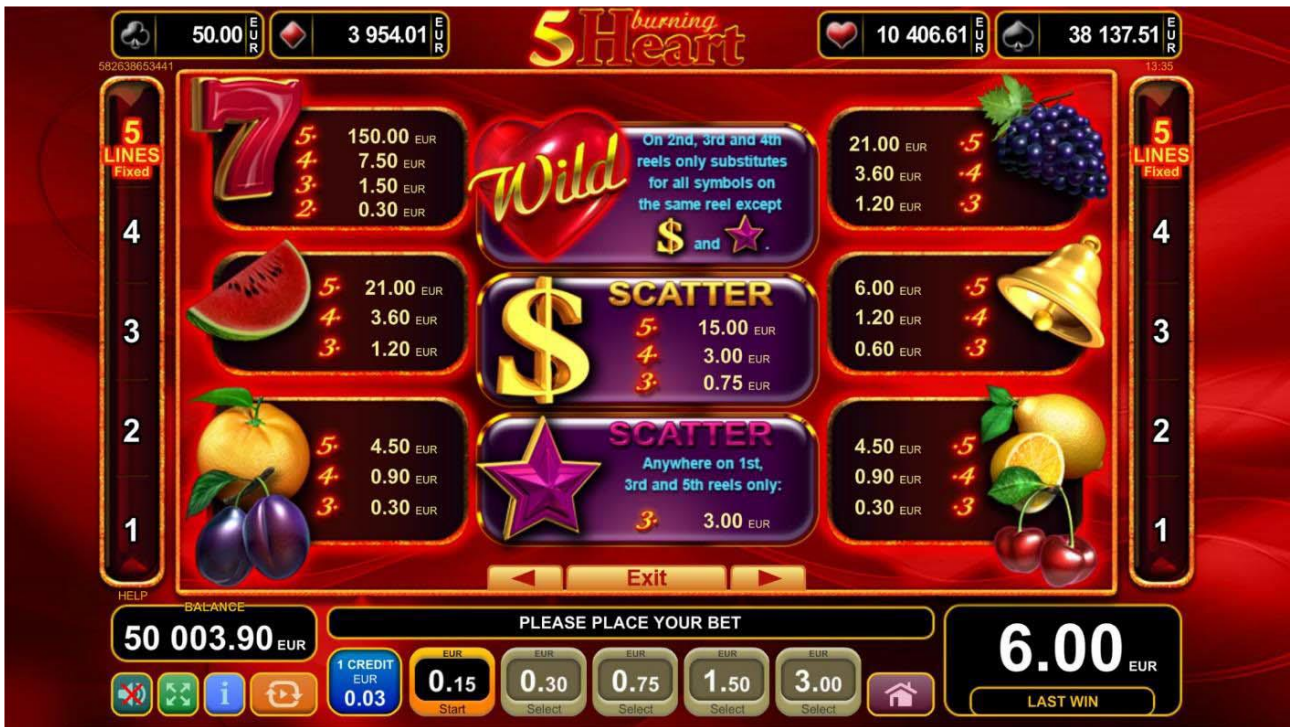 50.00 EUR
3 954.01 EUR
5 burning Heart
10 406.61 EUR
38 137.51 EUR
582638653441
13:35
5 LINES Fixed
4
3
2
1
HELP
5· 150.00 EUR
4· 7.50 EUR
3· 1.50 EUR
2· 0.30 EUR
Wild
On 2nd, 3rd and 4th
reels only substitutes
for all symbols on
the same reel except
$ and .
21.00 EUR ·5
3.60 EUR ·4
1.20 EUR ·3
5· 21.00 EUR
4· 3.60 EUR
3· 1.20 EUR
$
SCATTER
5· 15.00 EUR
4· 3.00 EUR
3· 0.75 EUR
6.00 EUR ·5
1.20 EUR ·4
0.60 EUR ·3
5· 4.50 EUR
4· 0.90 EUR
3· 0.30 EUR
SCATTER
Anywhere on 1st,
3rd and 5th reels only:
3· 3.00 EUR
4.50 EUR ·5
0.90 EUR ·4
0.30 EUR ·3
5 LINES Fixed
4
3
2
1
Exit
BALANCE
50 003.90 EUR
PLEASE PLACE YOUR BET
1 CREDIT
EUR
0.03
EUR
0.15
Start
EUR
0.30
Select
EUR
0.75
Select
EUR
1.50
Select
EUR
3.00
Select
6.00 EUR
LAST WIN
i